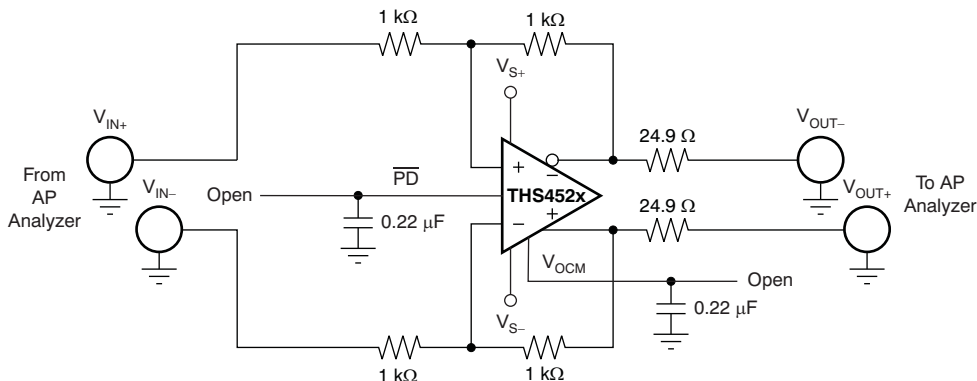 1 kΩ
1 kΩ
V_S+
V_IN+
24.9 Ω
V_OUT−
From
AP
Analyzer
V_IN−
Open
PD
+
−
THS452x
+
−
24.9 Ω
V_OUT+
To AP
Analyzer
0.22 μF
V_OCM
Open
V_S−
0.22 μF
1 kΩ
1 kΩ